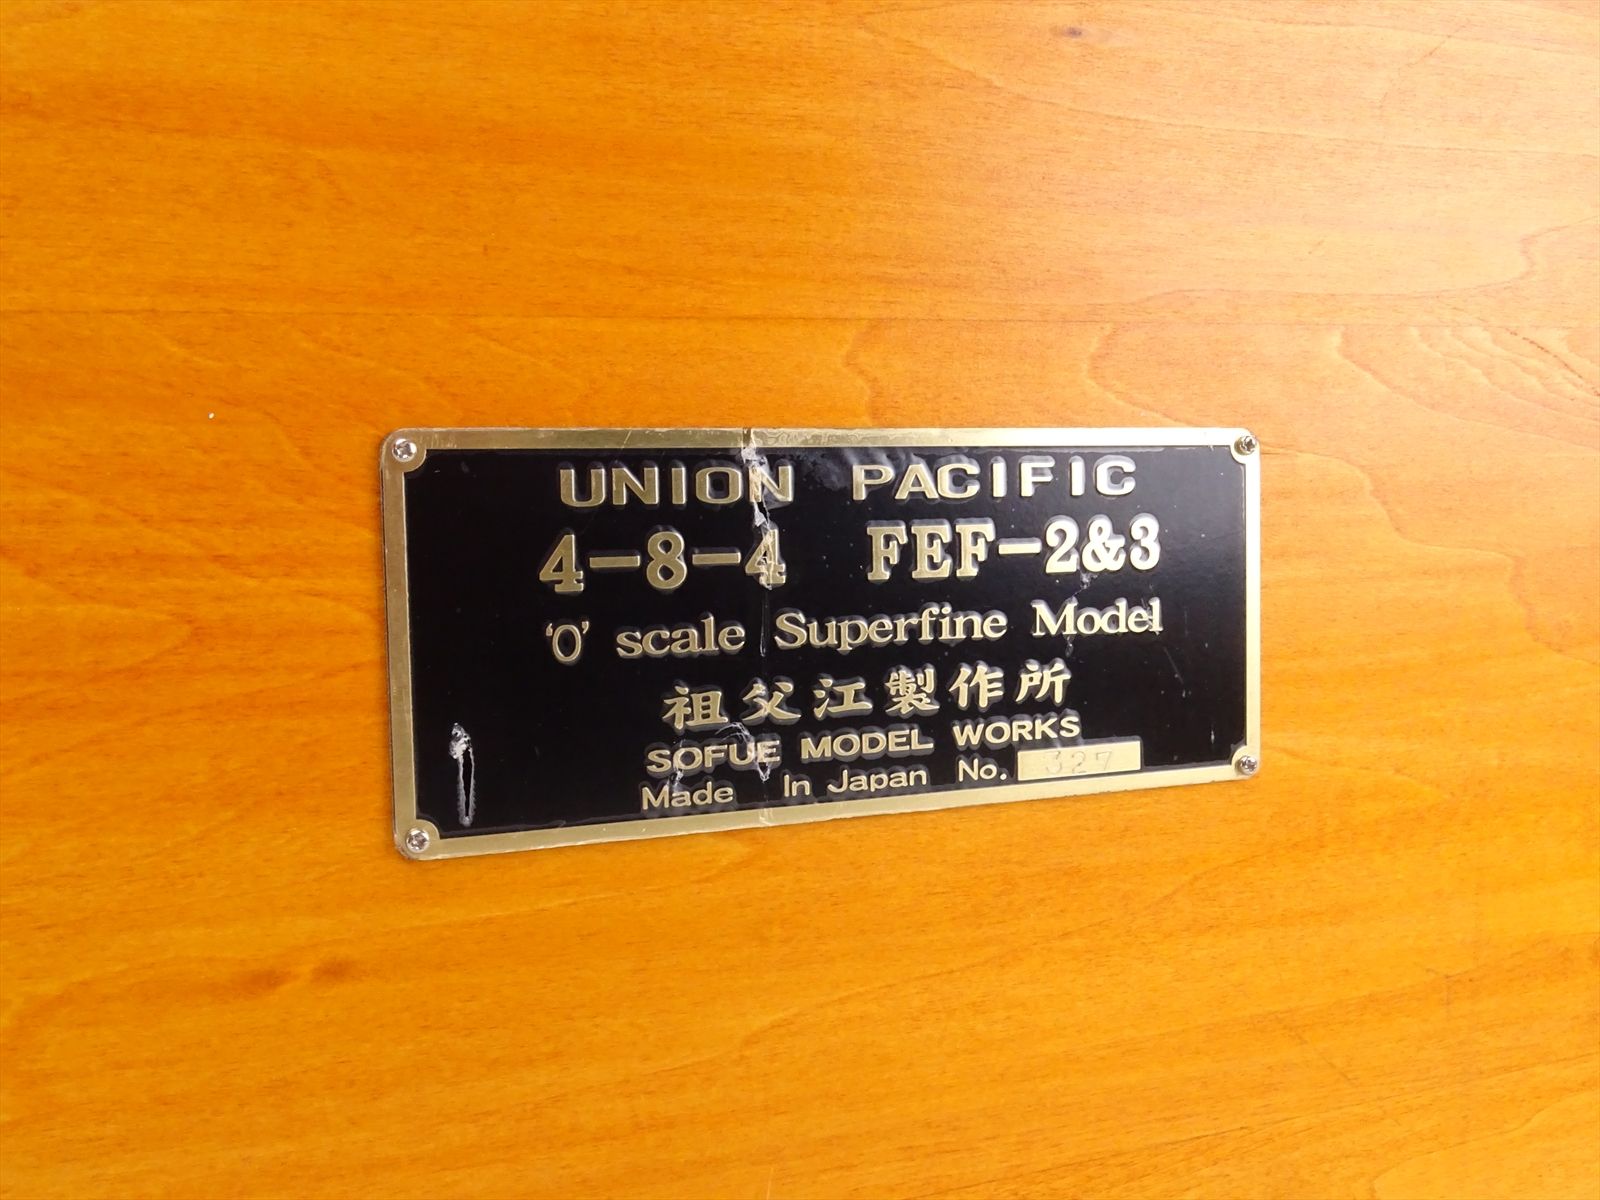 UNION PACIFIC
4-8-4 FEF-2&3
'O' scale Superfine Model
祖父江製作所
SOFUE MODEL WORKS
Made In Japan No. 327